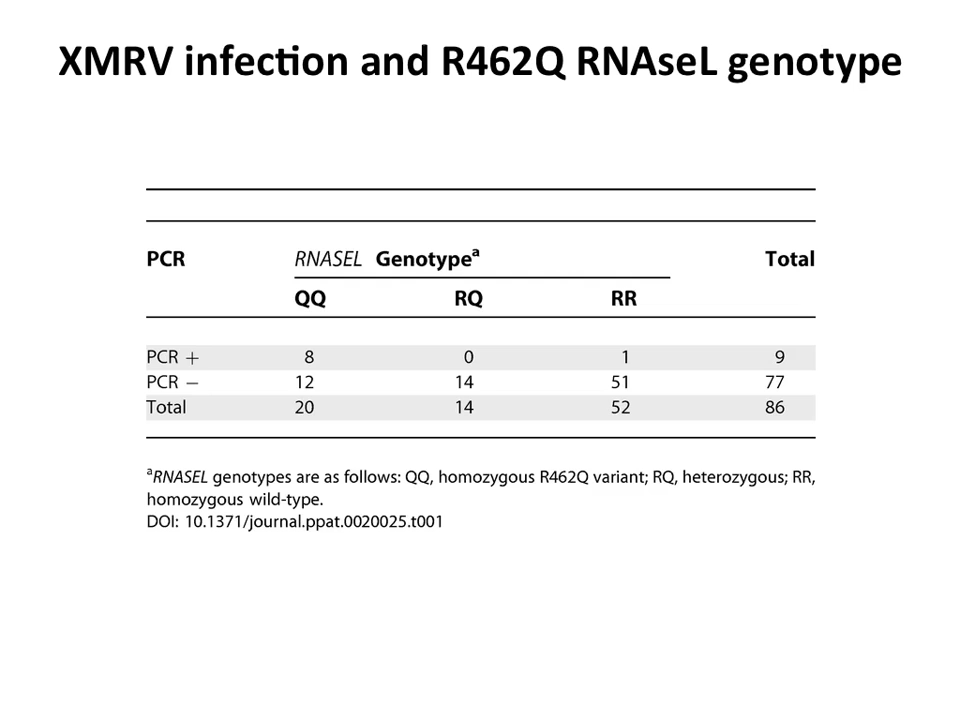 XMRV infection and R462Q RNAseL genotype
PCR RNASEL Genotypeª Total
QQ RQ RR
PCR + 8 0 1 9
PCR − 12 14 51 77
Total 20 14 52 86
ªRNASEL genotypes are as follows: QQ, homozygous R462Q variant; RQ, heterozygous; RR,
homozygous wild-type.
DOI: 10.1371/journal.ppat.0020025.t001